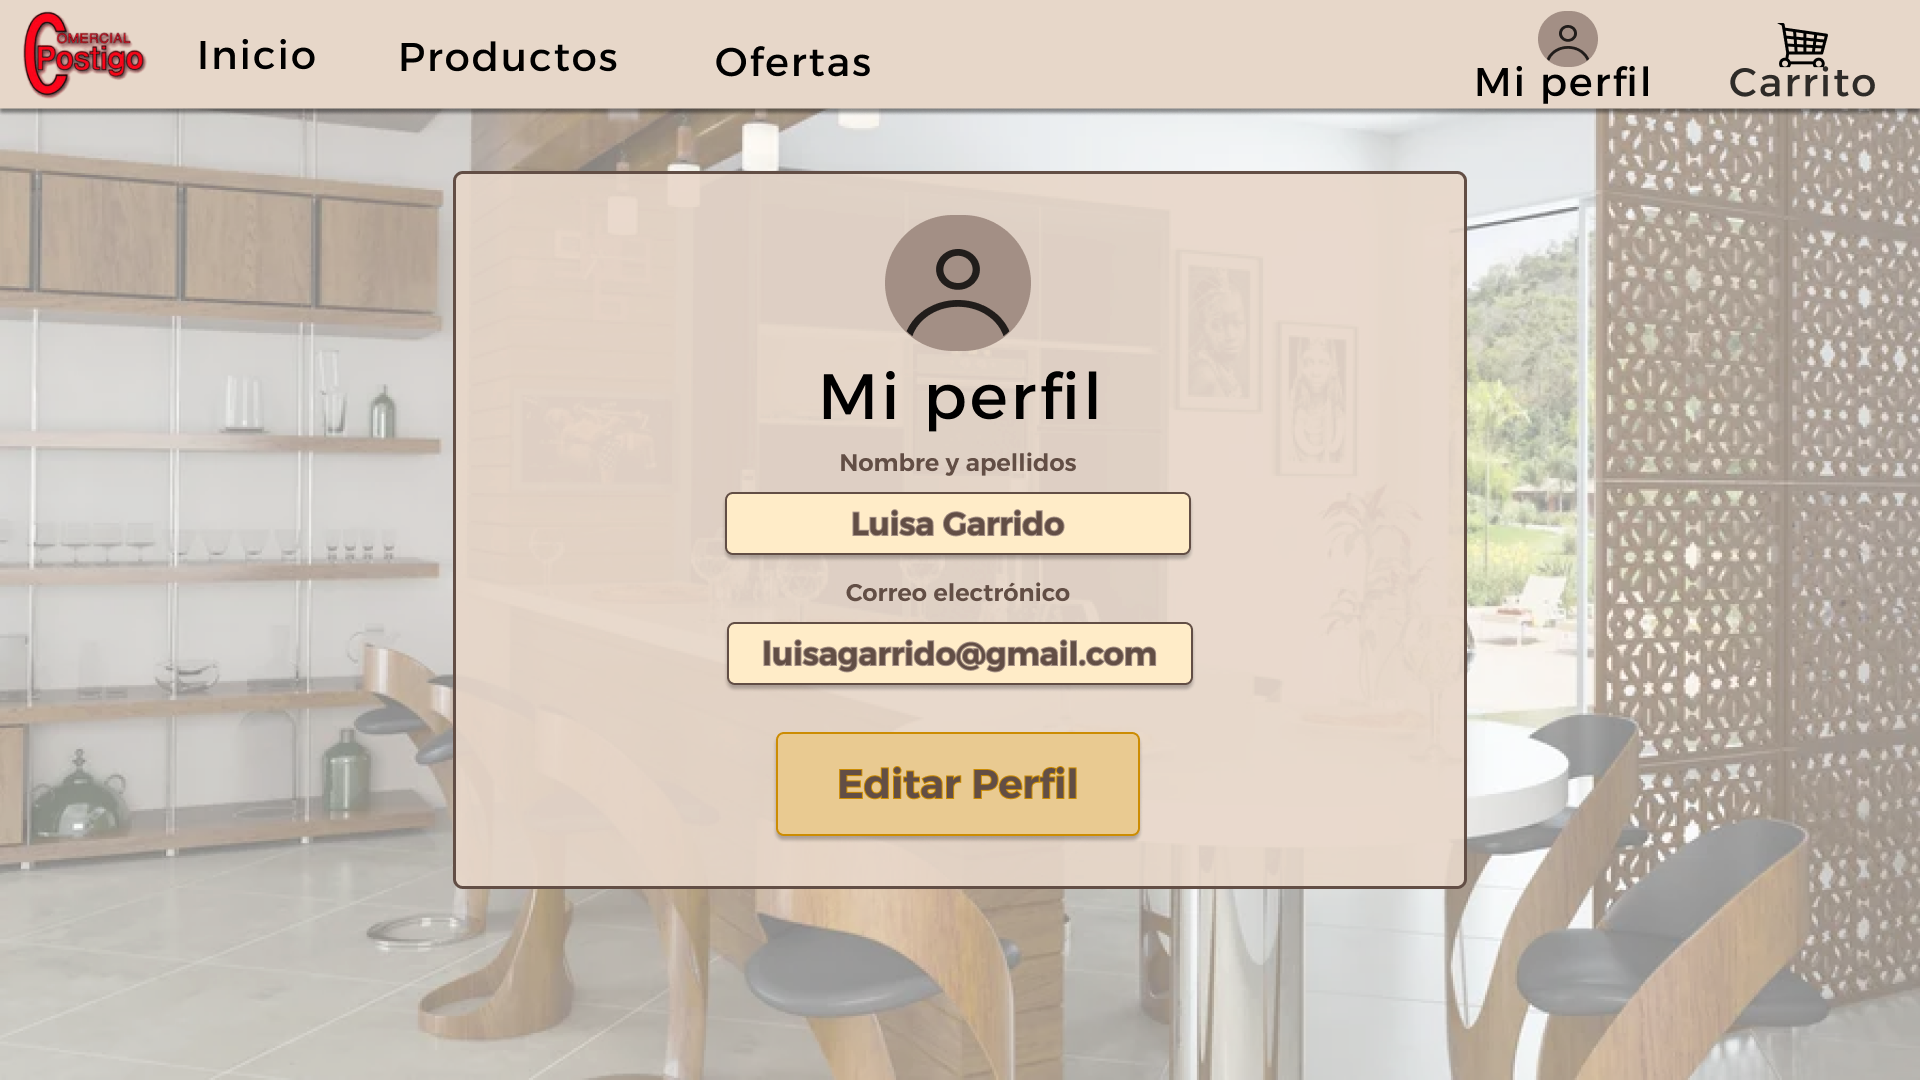 COMERCIAL
Postigo
Inicio
Productos
Ofertas
Mi perfil
Carrito
Mi perfil
Nombre y apellidos
Luisa Garrido
Correo electrónico
luisagarrido@gmail.com
Editar Perfil